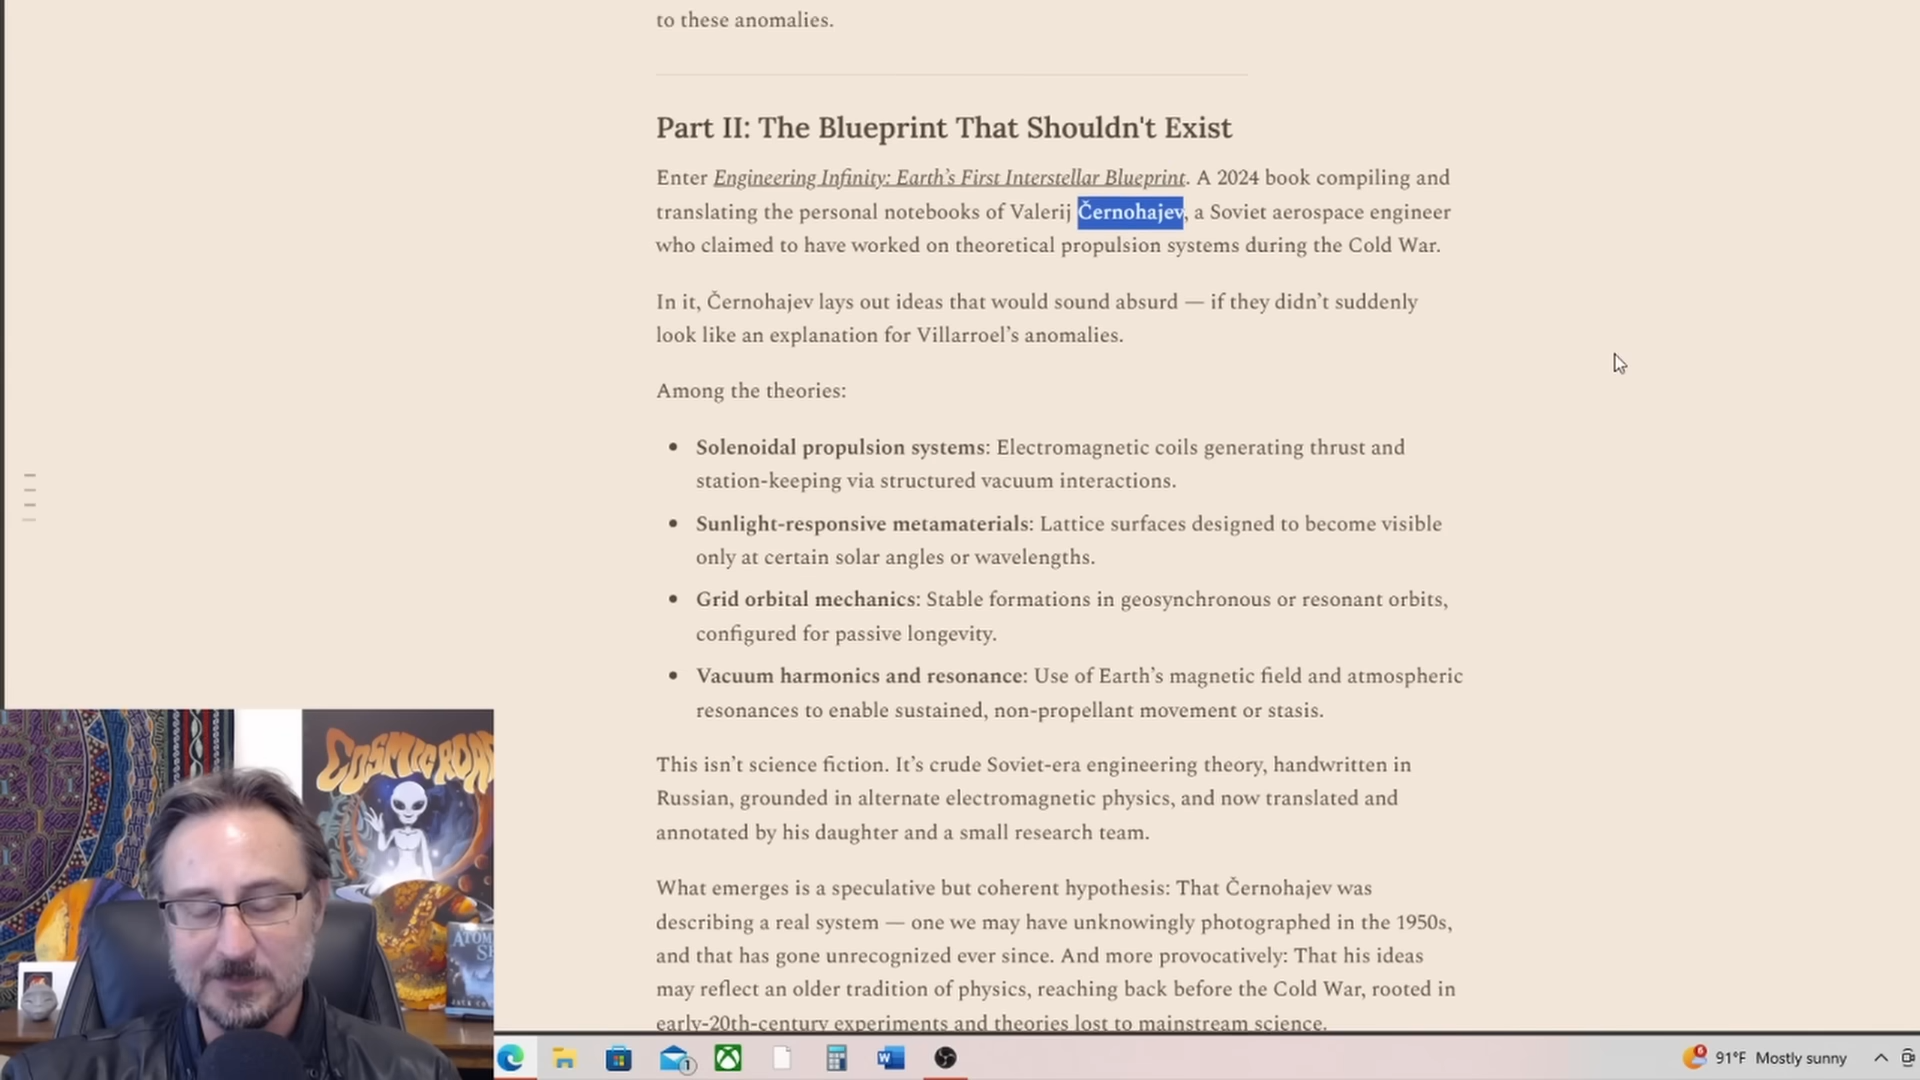 to these anomalies.
Part II: The Blueprint That Shouldn't Exist
Enter Engineering Infinity: Earth’s First Interstellar Blueprint. A 2024 book compiling and
translating the personal notebooks of Valerij Černohajev, a Soviet aerospace engineer
who claimed to have worked on theoretical propulsion systems during the Cold War.
In it, Černohajev lays out ideas that would sound absurd — if they didn’t suddenly
look like an explanation for Villarroel’s anomalies.
Among the theories:
• Solenoidal propulsion systems: Electromagnetic coils generating thrust and
station-keeping via structured vacuum interactions.
• Sunlight-responsive metamaterials: Lattice surfaces designed to become visible
only at certain solar angles or wavelengths.
• Grid orbital mechanics: Stable formations in geosynchronous or resonant orbits,
configured for passive longevity.
• Vacuum harmonics and resonance: Use of Earth’s magnetic field and atmospheric
resonances to enable sustained, non-propellant movement or stasis.
This isn’t science fiction. It’s crude Soviet-era engineering theory, handwritten in
Russian, grounded in alternate electromagnetic physics, and now translated and
annotated by his daughter and a small research team.
What emerges is a speculative but coherent hypothesis: That Černohajev was
describing a real system — one we may have unknowingly photographed in the 1950s,
and that has gone unrecognized ever since. And more provocatively: That his ideas
may reflect an older tradition of physics, reaching back before the Cold War, rooted in
early-20th-century experiments and theories lost to mainstream science.
COSMIC
1
W
6
91°F Mostly sunny